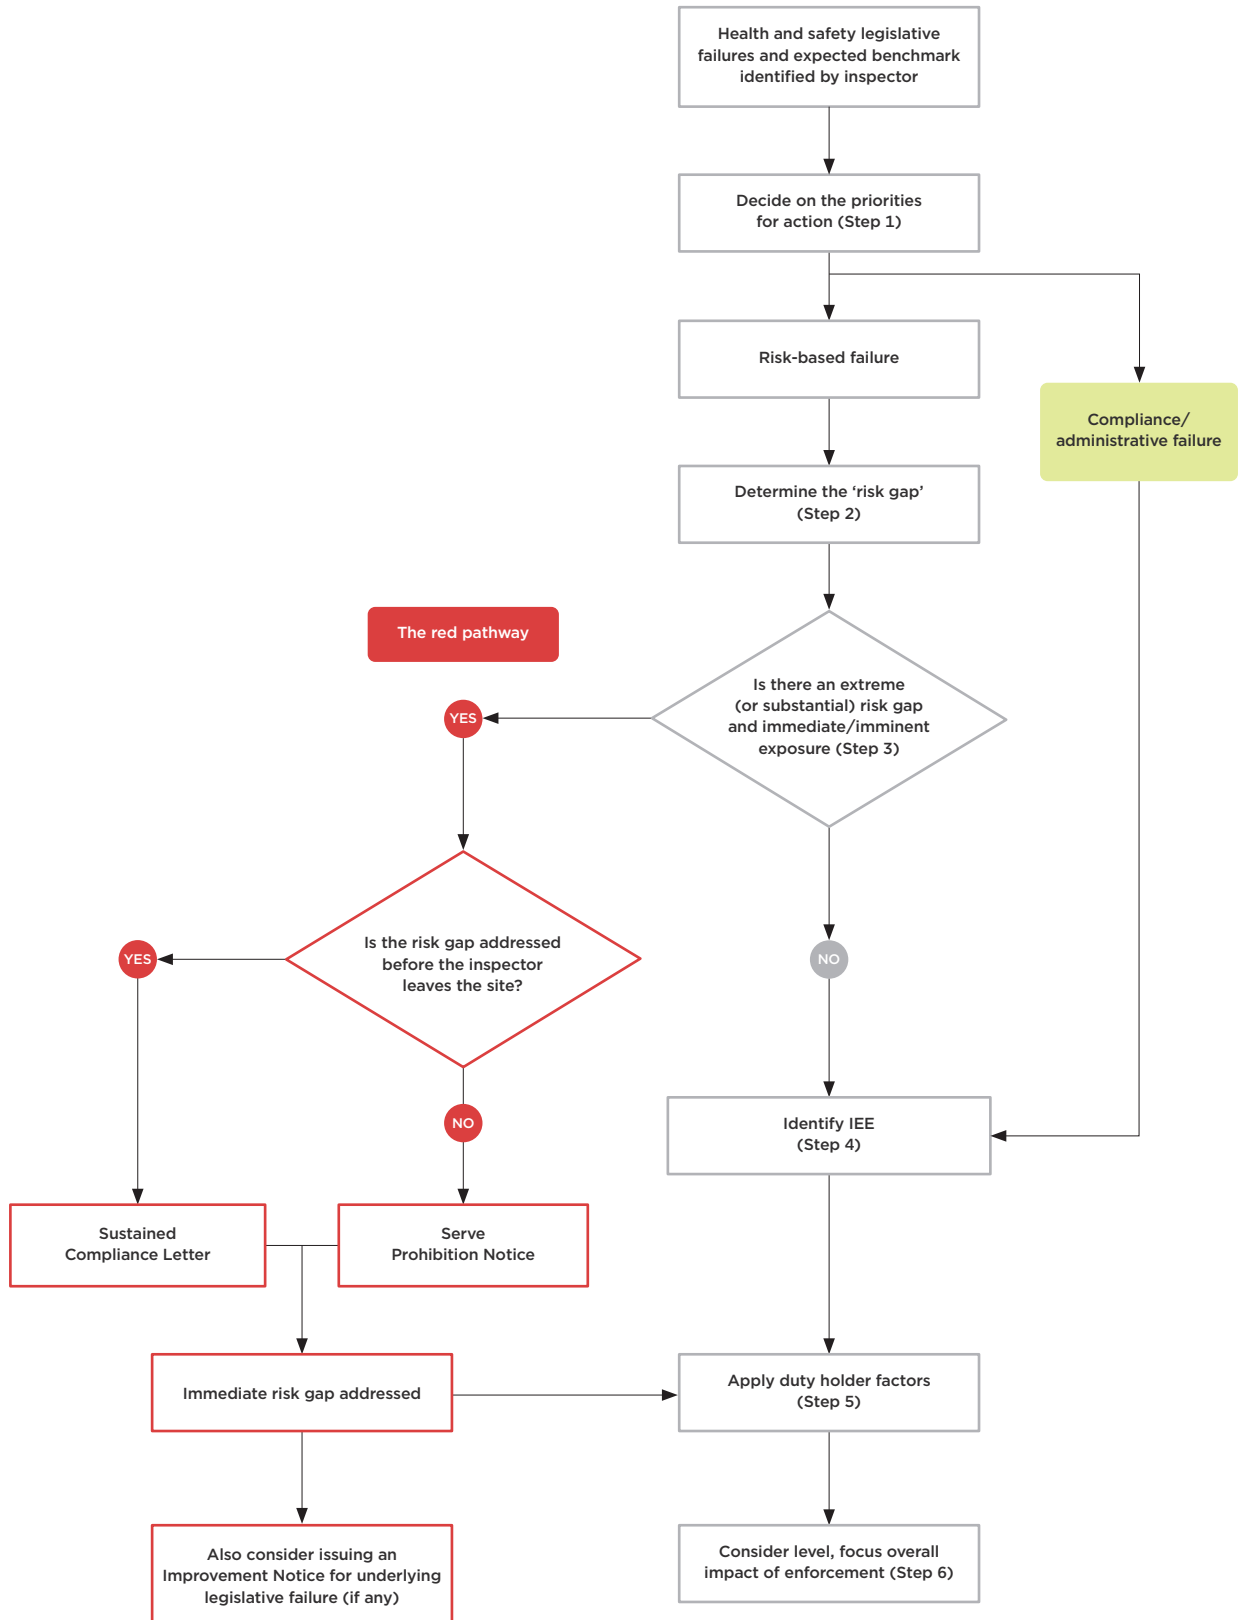 Health and safety legislative
failures and expected benchmark
identified by inspector
Decide on the priorities
for action (Step 1)
Risk-based failure
Compliance/
administrative failure
Determine the ‘risk gap’
(Step 2)
The red pathway
Is there an extreme
(or substantial) risk gap
and immediate/imminent
exposure (Step 3)
YES
Is the risk gap addressed
before the inspector
leaves the site?
YES
NO
NO
Identify IEE
(Step 4)
Sustained
Compliance Letter
Serve
Prohibition Notice
Immediate risk gap addressed
Apply duty holder factors
(Step 5)
Also consider issuing an
Improvement Notice for underlying
legislative failure (if any)
Consider level, focus overall
impact of enforcement (Step 6)